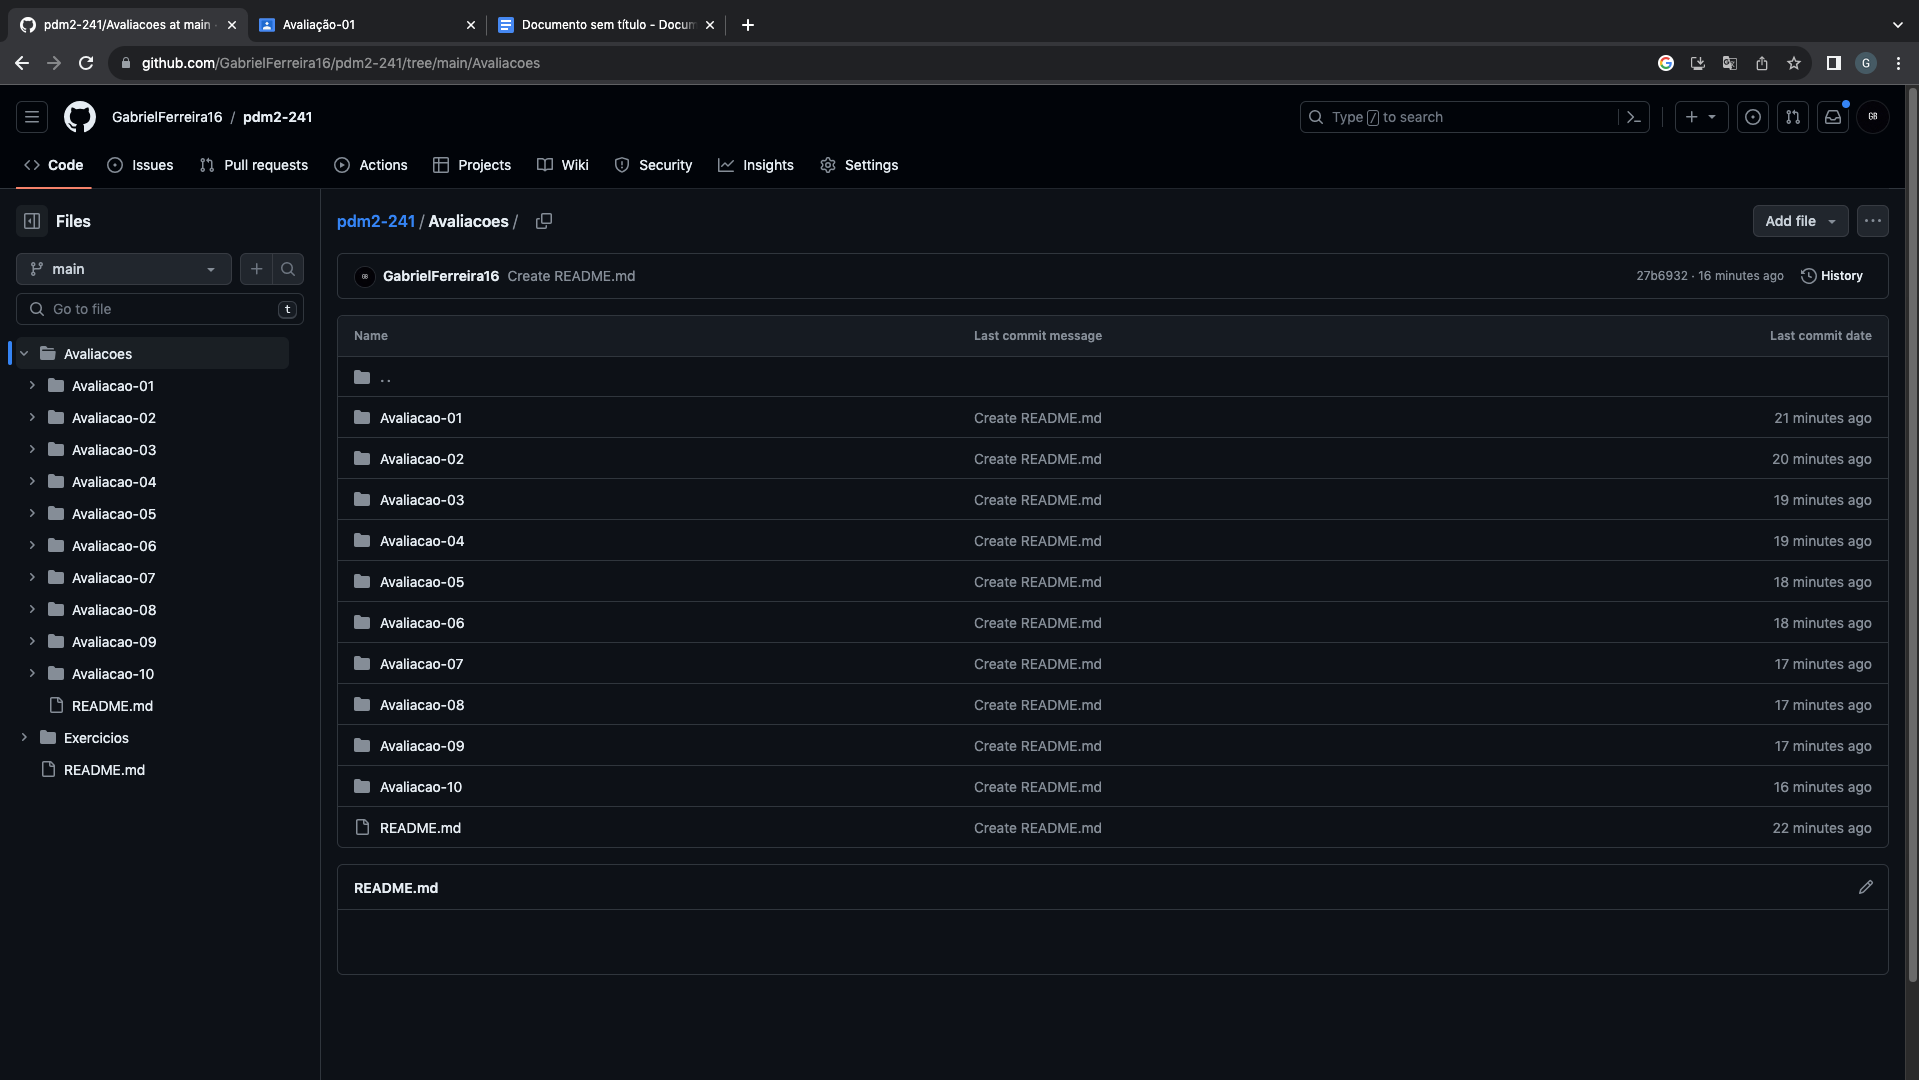 pdm2-241/Avaliacoes at main
Avaliação-01
Documento sem título - Docum
github.com/GabrielFerreira16/pdm2-241/tree/main/Avaliacoes
G
GabrielFerreira16 / pdm2-241
Type / to search
GB
Code
Issues
Pull requests
Actions
Projects
Wiki
Security
Insights
Settings
Files
main
Go to file
t
Avaliacoes
Avaliacao-01
Avaliacao-02
Avaliacao-03
Avaliacao-04
Avaliacao-05
Avaliacao-06
Avaliacao-07
Avaliacao-08
Avaliacao-09
Avaliacao-10
README.md
Exercicios
README.md
pdm2-241 / Avaliacoes /
Add file
GB GabrielFerreira16 Create README.md 27b6932 · 16 minutes ago History
Name Last commit message Last commit date
..
Avaliacao-01 Create README.md 21 minutes ago
Avaliacao-02 Create README.md 20 minutes ago
Avaliacao-03 Create README.md 19 minutes ago
Avaliacao-04 Create README.md 19 minutes ago
Avaliacao-05 Create README.md 18 minutes ago
Avaliacao-06 Create README.md 18 minutes ago
Avaliacao-07 Create README.md 17 minutes ago
Avaliacao-08 Create README.md 17 minutes ago
Avaliacao-09 Create README.md 17 minutes ago
Avaliacao-10 Create README.md 16 minutes ago
README.md Create README.md 22 minutes ago
README.md